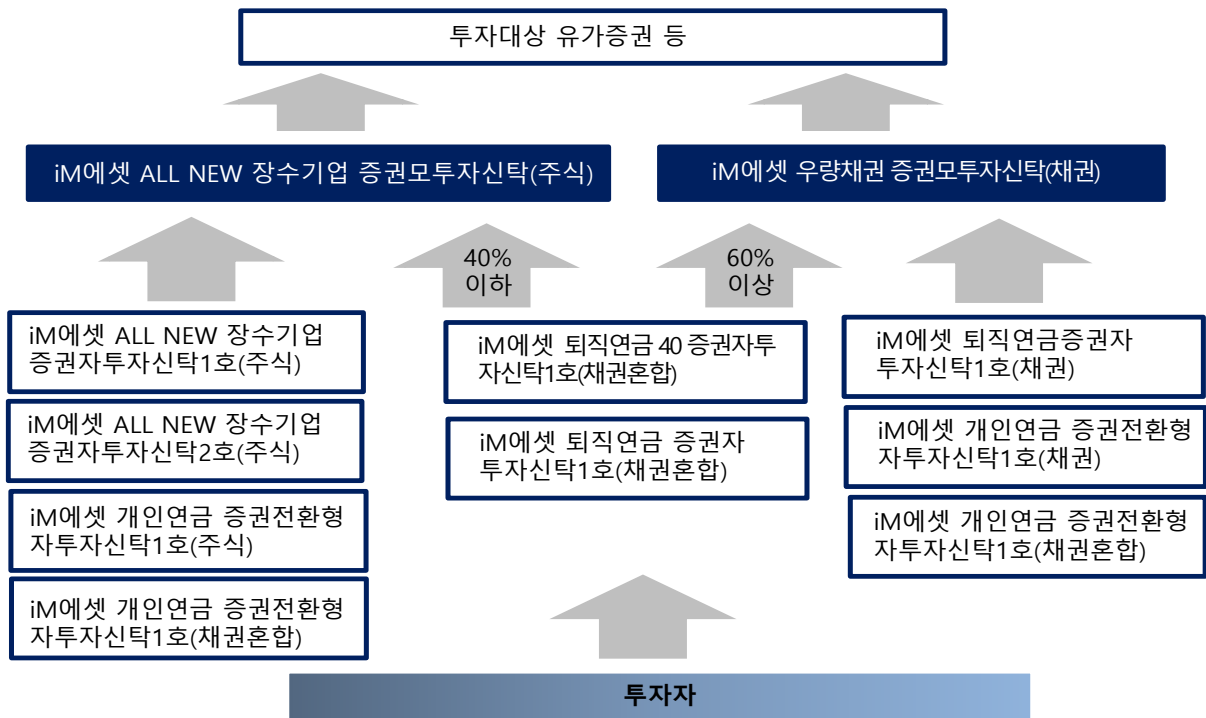 투자대상 유가증권 등
iM에셋 ALL NEW 장수기업 증권모투자신탁(주식)
iM에셋 우량채권 증권모투자신탁(채권)
40%
이하
60%
이상
iM에셋 ALL NEW 장수기업
증권자투자신탁1호(주식)
iM에셋 ALL NEW 장수기업
증권자투자신탁2호(주식)
iM에셋 개인연금 증권전환형
자투자신탁1호(주식)
iM에셋 개인연금 증권전환형
자투자신탁1호(채권혼합)
iM에셋 퇴직연금 40 증권자투
자신탁1호(채권혼합)
iM에셋 퇴직연금 증권자
투자신탁1호(채권혼합)
iM에셋 퇴직연금증권자
투자신탁1호(채권)
iM에셋 개인연금 증권전환형
자투자신탁1호(채권)
iM에셋 개인연금 증권전환형
자투자신탁1호(채권혼합)
투자자